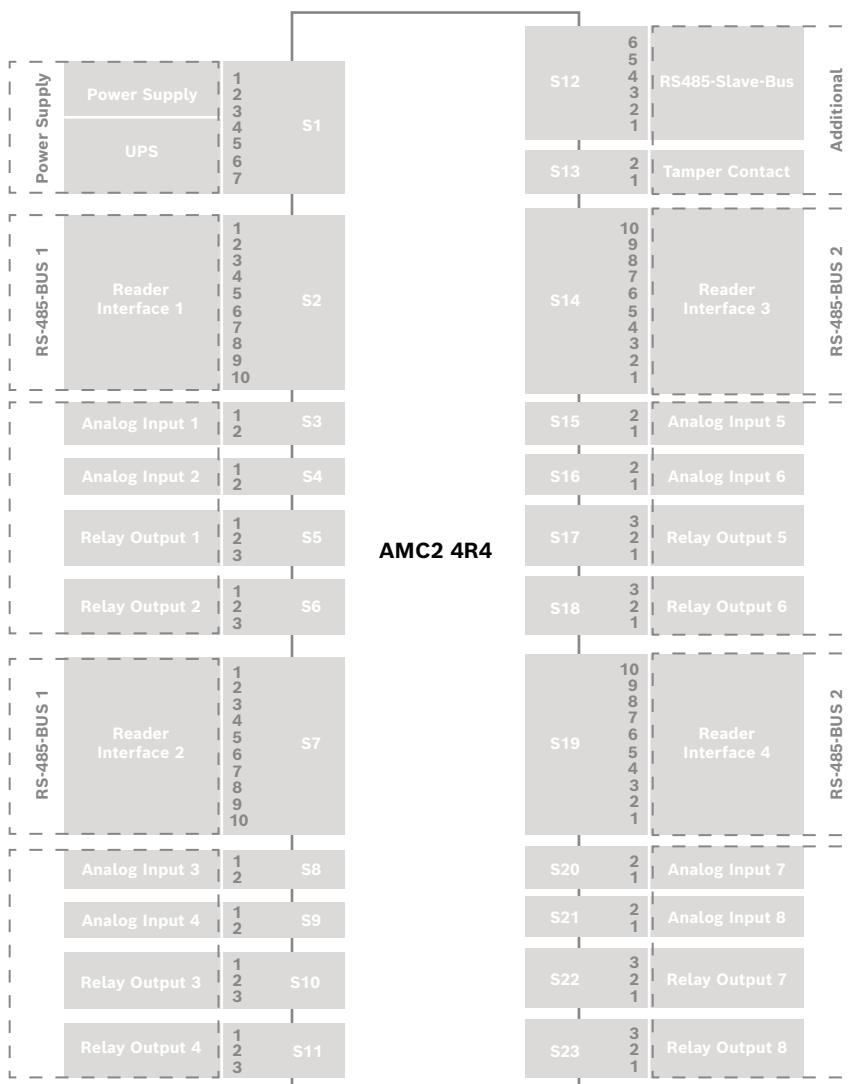 Power Supply
Power Supply
UPS
1
2
3
4
5
6
7
S1
RS-485-BUS 1
Reader
Interface 1
1
2
3
4
5
6
7
8
9
10
S2
Analog Input 1
1
2
S3
Analog Input 2
1
2
S4
Relay Output 1
1
2
3
S5
Relay Output 2
1
2
3
S6
RS-485-BUS 1
Reader
Interface 2
1
2
3
4
5
6
7
8
9
10
S7
Analog Input 3
1
2
S8
Analog Input 4
1
2
S9
Relay Output 3
1
2
3
S10
Relay Output 4
1
2
3
S11
AMC2 4R4
S12
6
5
4
3
2
1
RS485-Slave-Bus
Additional
S13
2
1
Tamper Contact
S14
10
9
8
7
6
5
4
3
2
1
Reader
Interface 3
RS-485-BUS 2
S15
2
1
Analog Input 5
S16
2
1
Analog Input 6
S17
3
2
1
Relay Output 5
S18
3
2
1
Relay Output 6
S19
10
9
8
7
6
5
4
3
2
1
Reader
Interface 4
RS-485-BUS 2
S20
2
1
Analog Input 7
S21
2
1
Analog Input 8
S22
3
2
1
Relay Output 7
S23
3
2
1
Relay Output 8